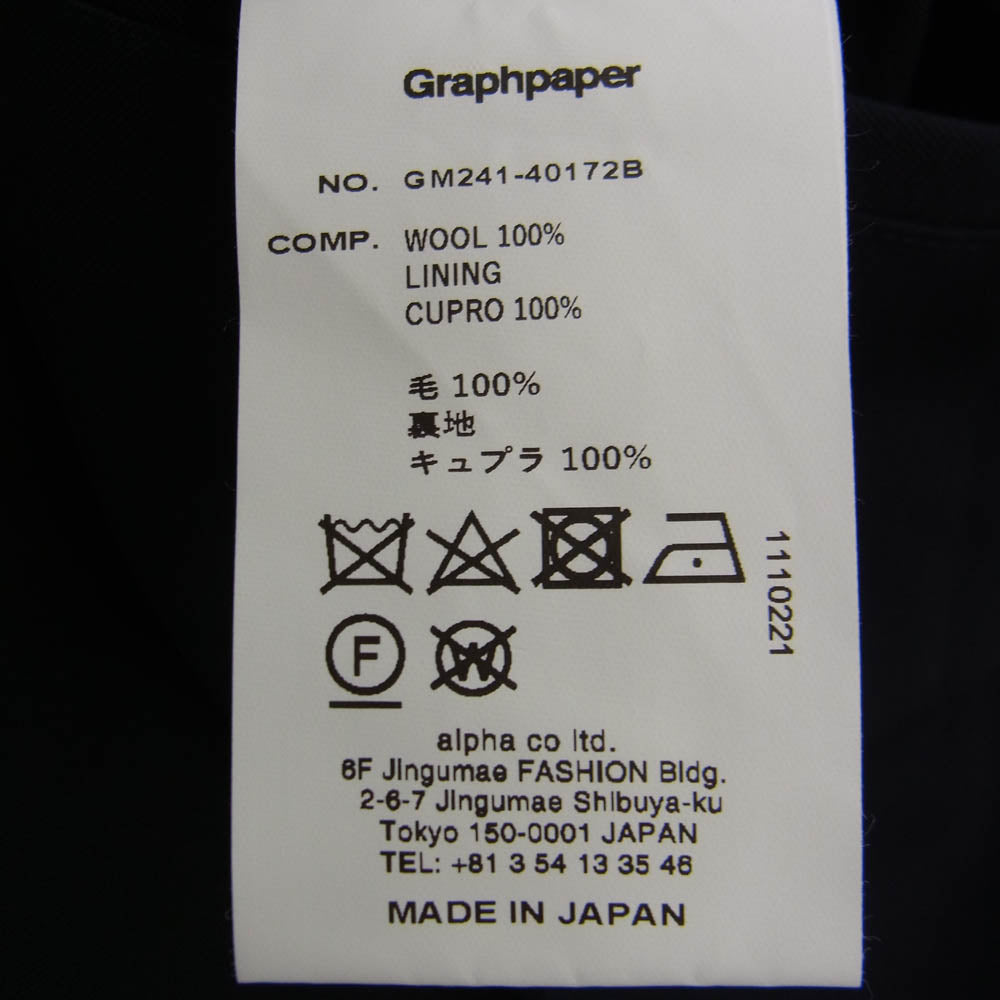 Graphpaper
NO. GM241-40172B
COMP. WOOL 100%
LINING
CUPRO 100%
毛 100%
裏地
キュプラ 100%
1110221
F
W
alpha co ltd.
6F Jingumae FASHION Bldg.
2-6-7 Jingumae Shibuya-ku
Tokyo 150-0001 JAPAN
TEL: +81 3 54 13 35 46
MADE IN JAPAN